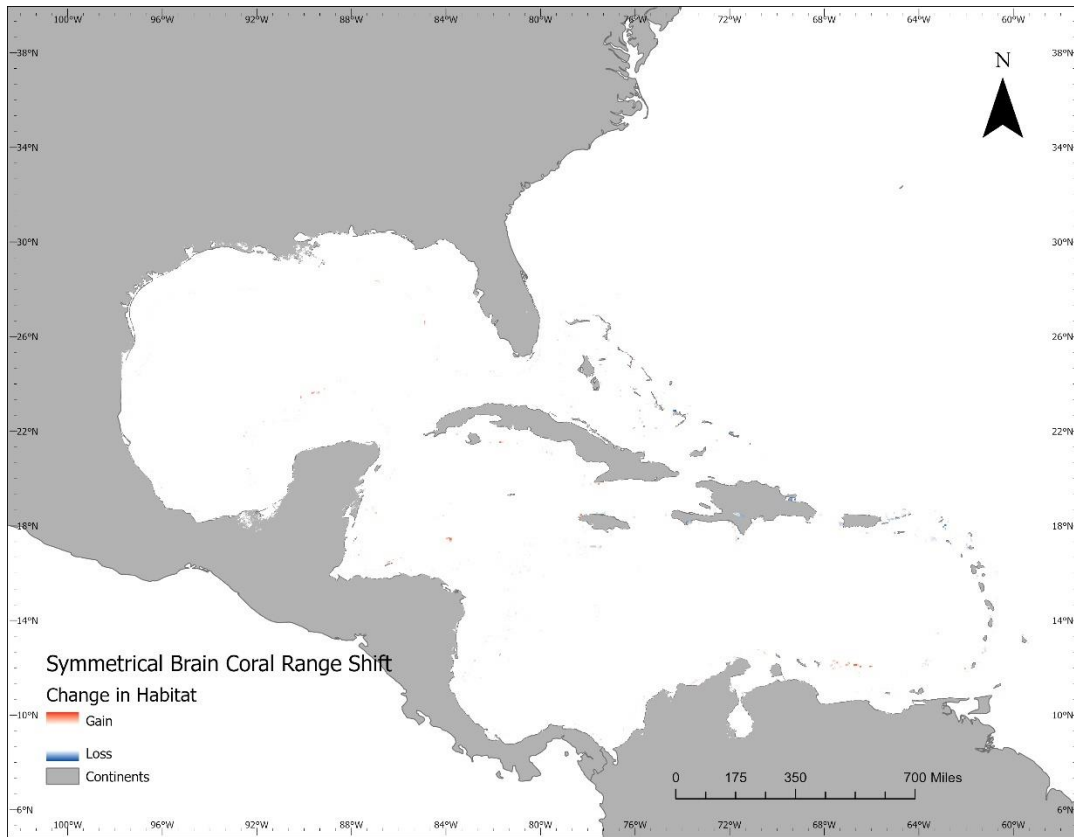 100°W 96°W 92°W 88°W 84°W 80°W 76°W 72°W 68°W 64°W 60°W
38°N 38°N
N
34°N 34°N
30°N 30°N
26°N 26°N
22°N 22°N
18°N 18°N
14°N 14°N
Symmetrical Brain Coral Range Shift
Change in Habitat
Gain
10°N 10°N
Loss
Continents
0 175 350 700 Miles
6°N 6°N
100°W 96°W 92°W 88°W 84°W 80°W 76°W 72°W 68°W 64°W 60°W